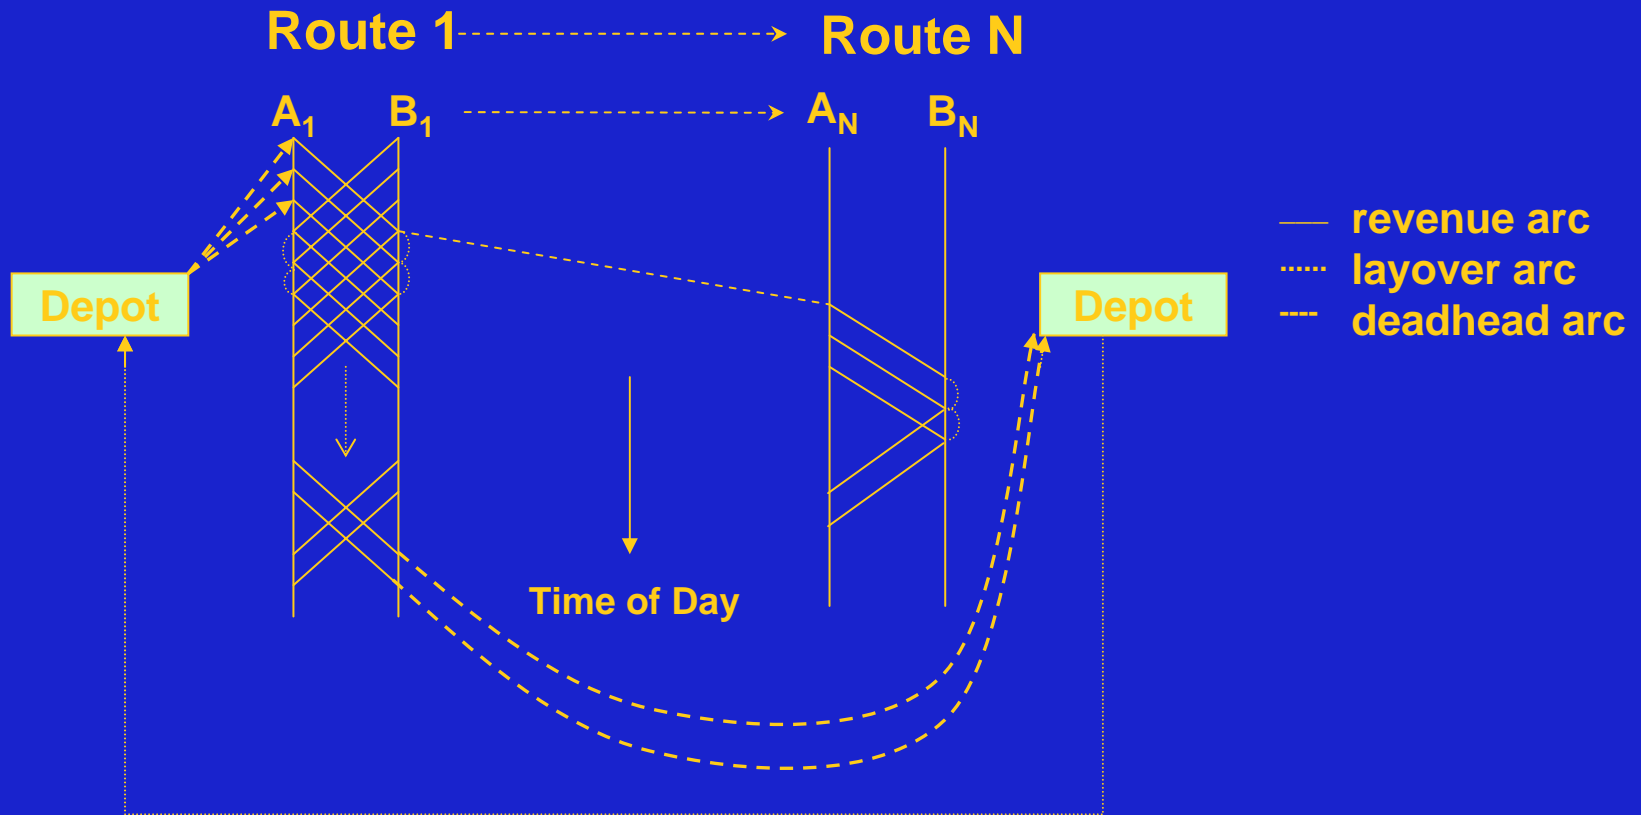 Route 1 Route N
A1 B1 AN BN
revenue arc
layover arc
deadhead arc
Depot Depot
Time of Day